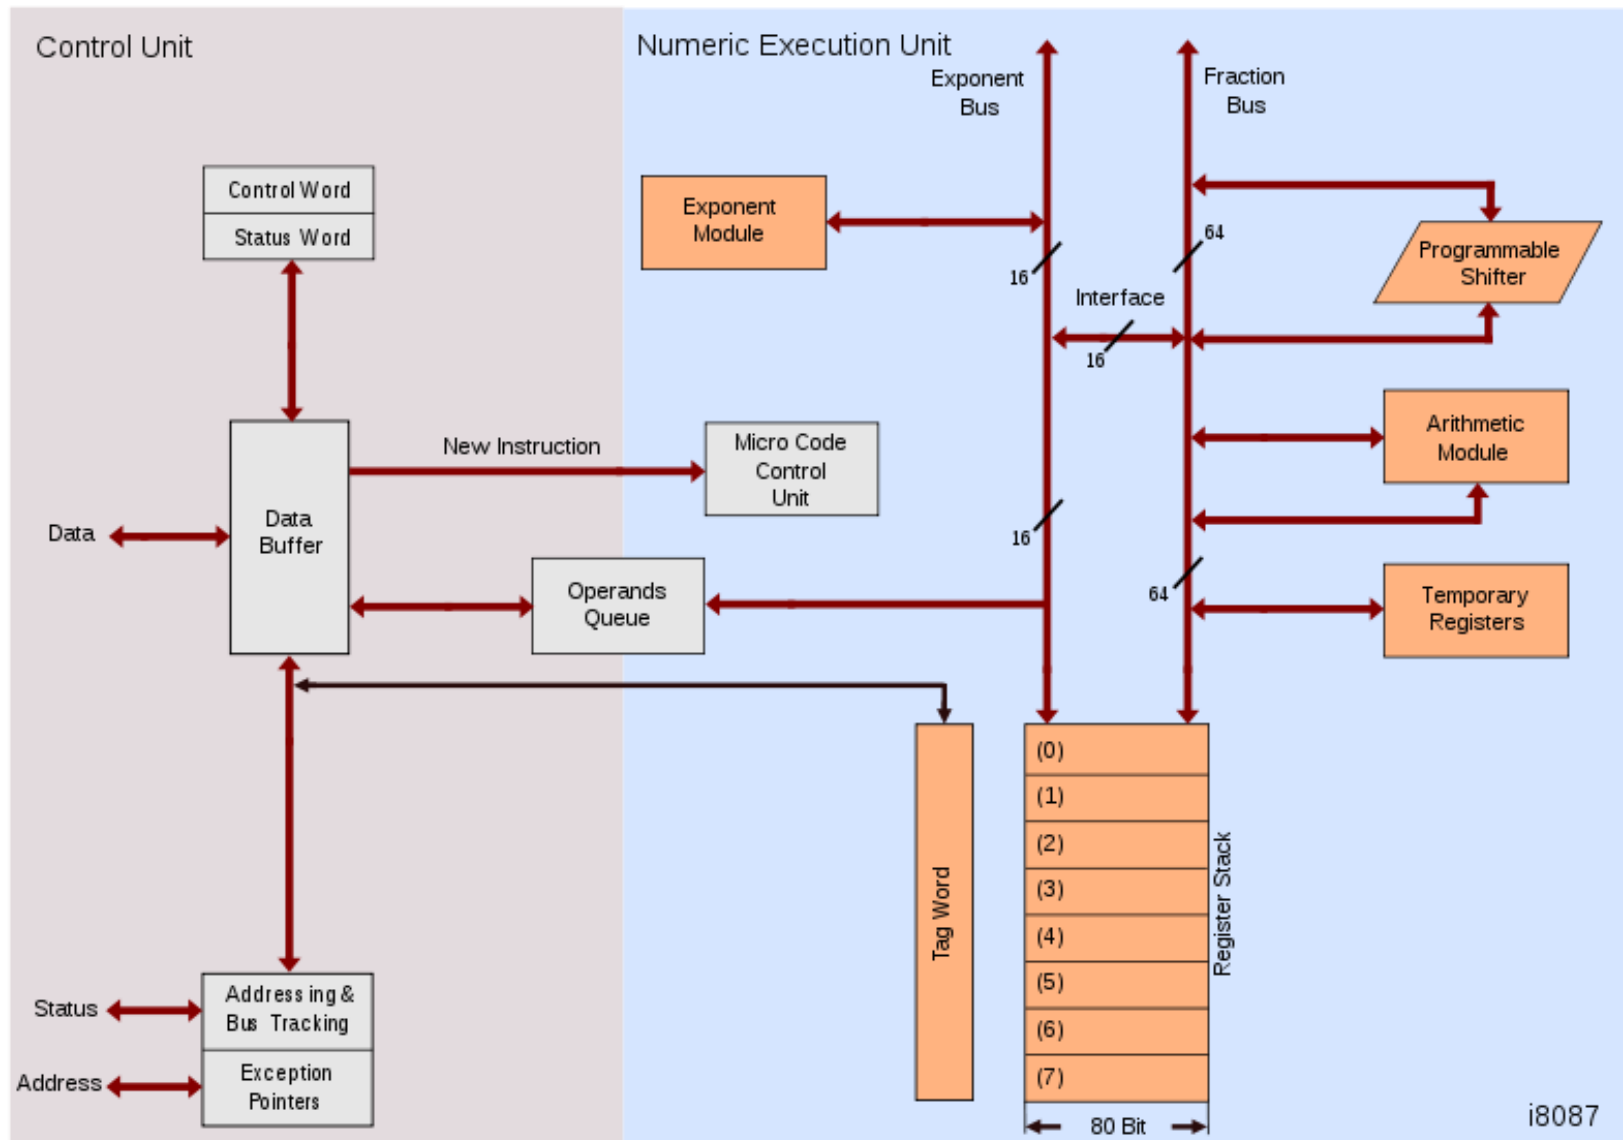 Control Unit
Numeric Execution Unit
Exponent
Bus
Fraction
Bus
Control Word
Status Word
Exponent
Module
16
64
Programmable
Shifter
Interface
16
New Instruction
Micro Code
Control
Unit
Arithmetic
Module
Data
Data
Buffer
16
Operands
Queue
64
Temporary
Registers
Tag Word
(0)
(1)
(2)
(3)
(4)
(5)
(6)
(7)
Register Stack
80 Bit
Status
Addressing &
Bus Tracking
Address
Exception
Pointers
i8087